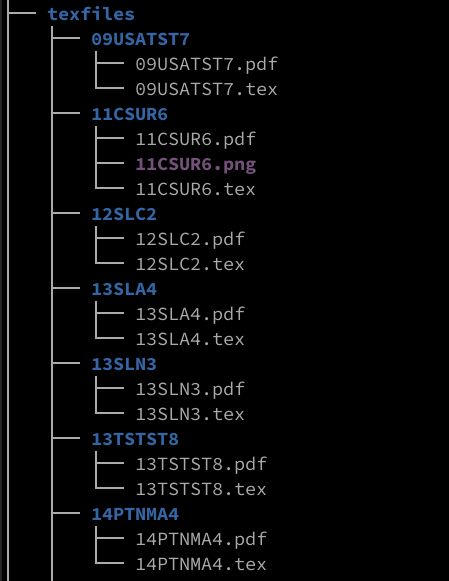 texfiles
09USATST7
09USATST7.pdf
09USATST7.tex
11CSUR6
11CSUR6.pdf
11CSUR6.png
11CSUR6.tex
12SLC2
12SLC2.pdf
12SLC2.tex
13SLA4
13SLA4.pdf
13SLA4.tex
13SLN3
13SLN3.pdf
13SLN3.tex
13TSTST8
13TSTST8.pdf
13TSTST8.tex
14PTNMA4
14PTNMA4.pdf
14PTNMA4.tex